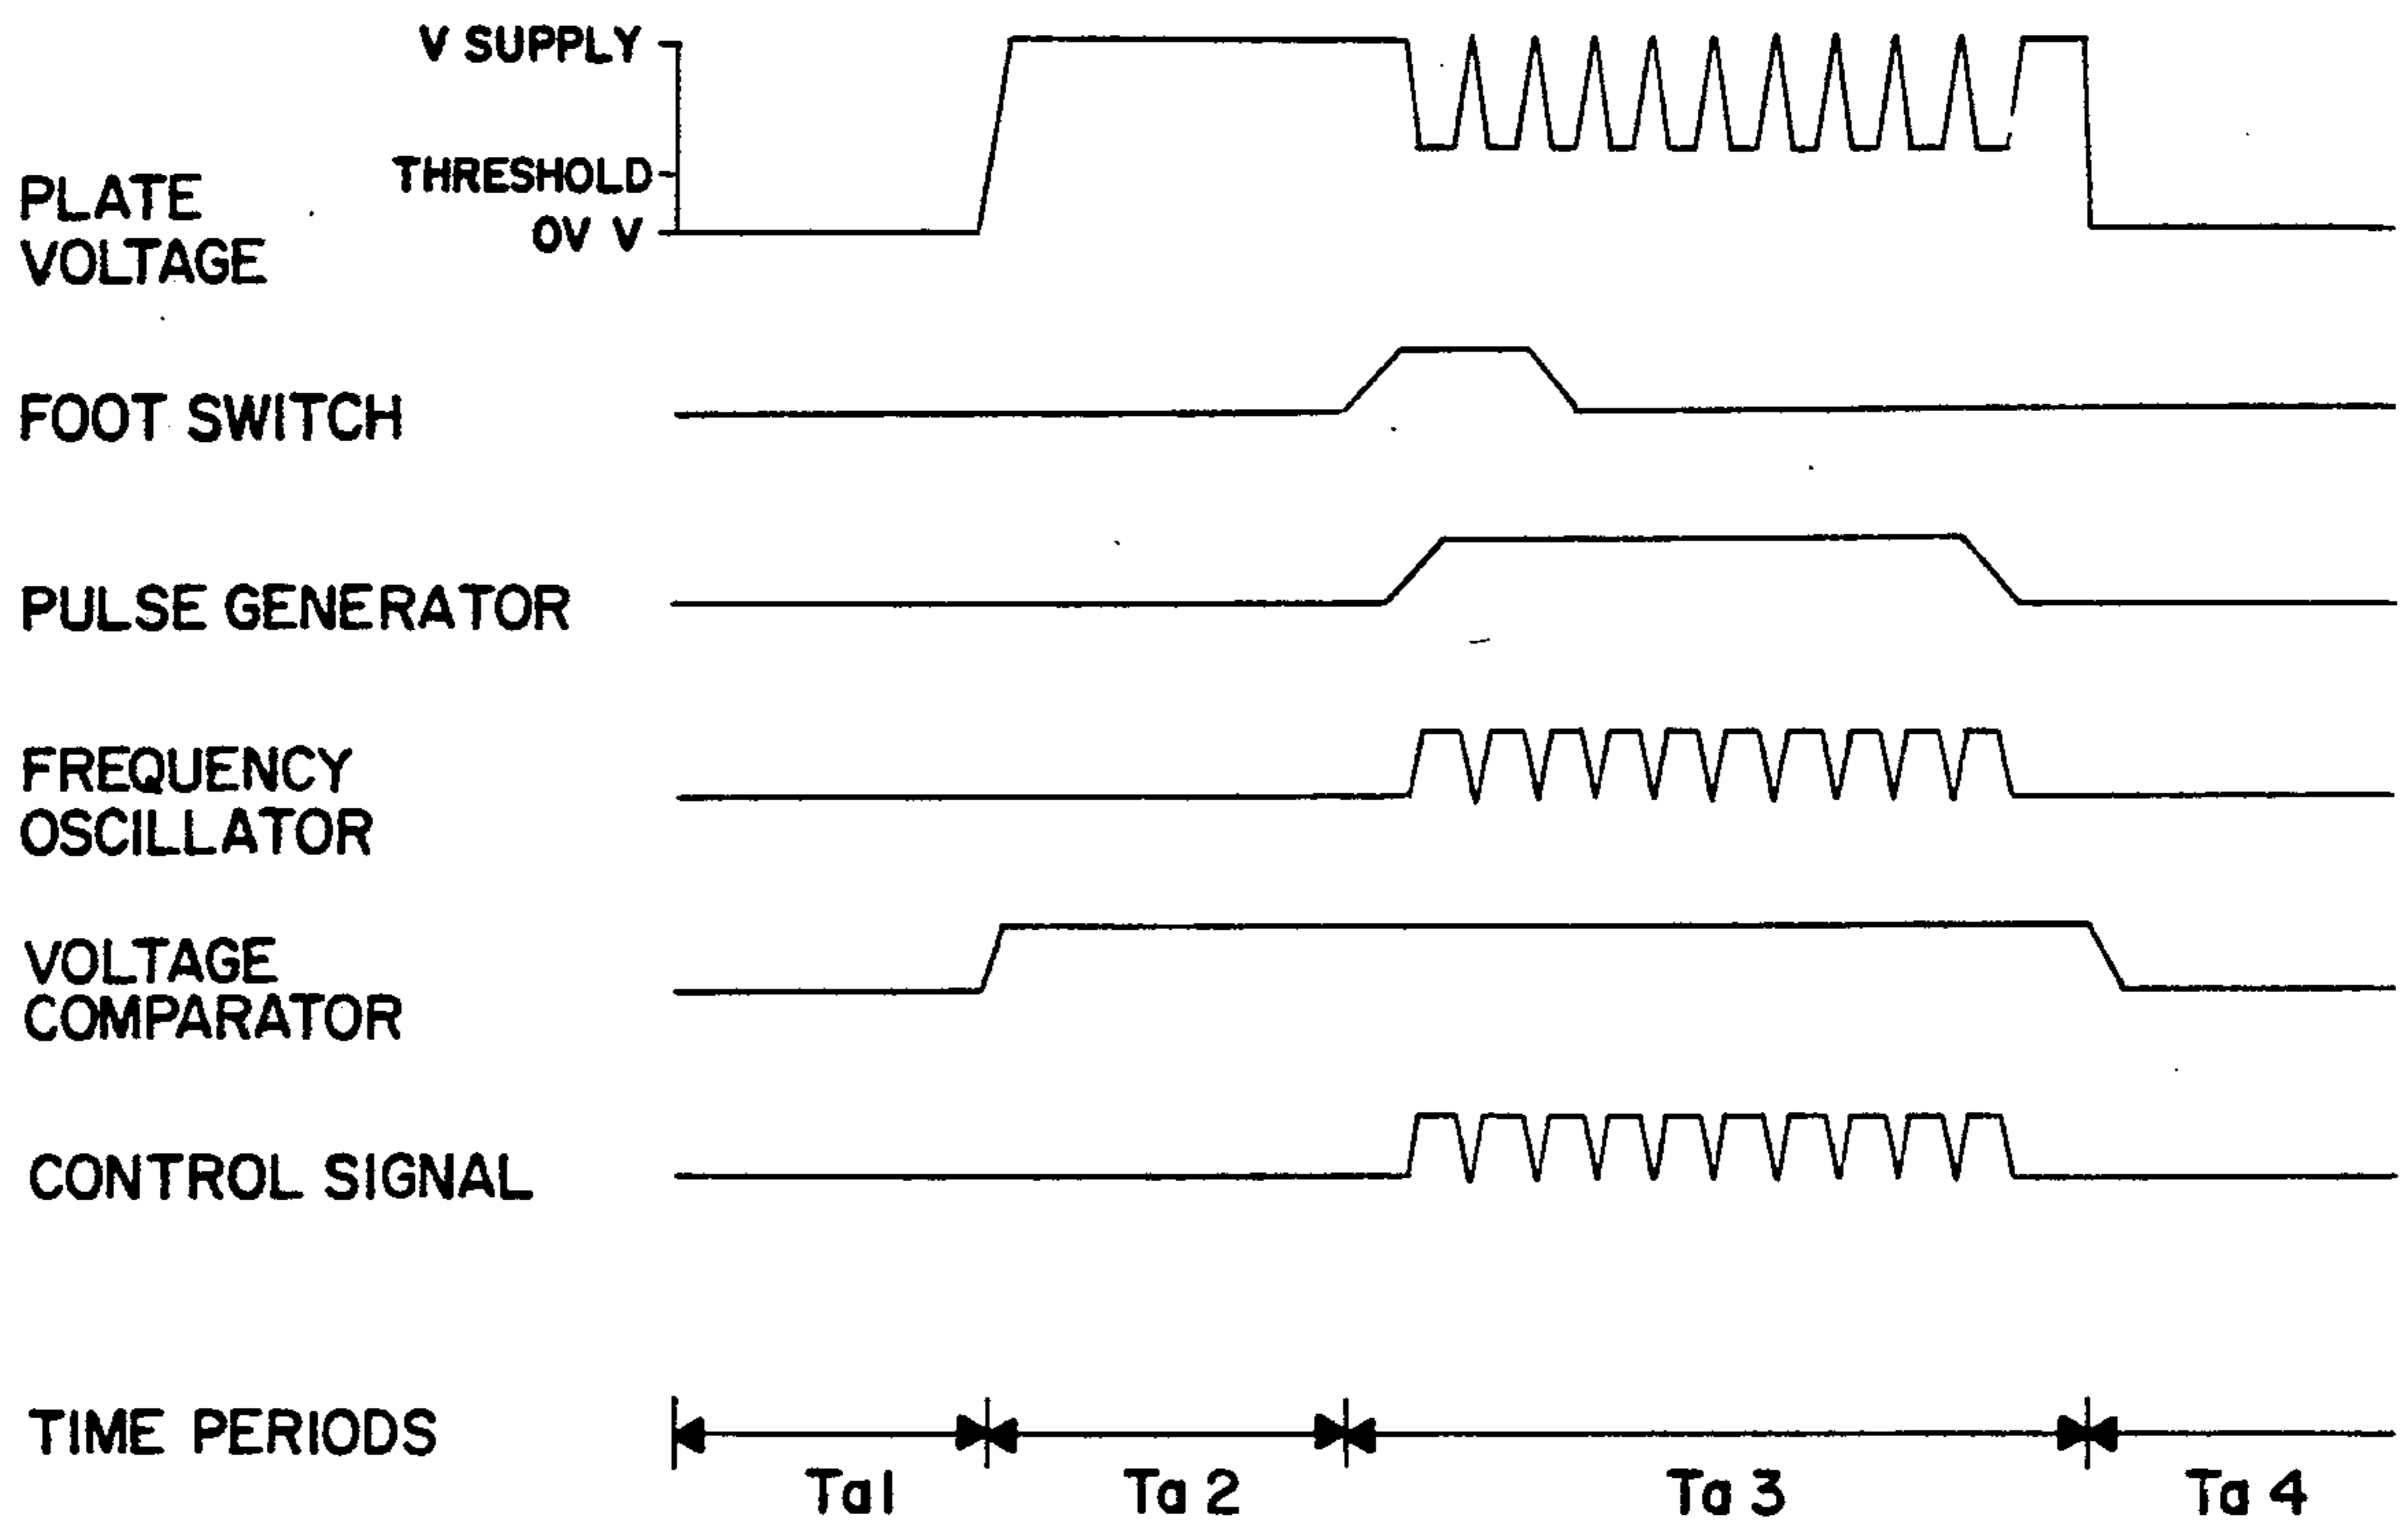 V SUPPLY
THRESHOLD
0V V
PLATE
VOLTAGE
FOOT SWITCH
PULSE GENERATOR
FREQUENCY
OSCILLATOR
VOLTAGE
COMPARATOR
CONTROL SIGNAL
TIME PERIODS
Ta1
Ta 2
Ta 3
Ta 4